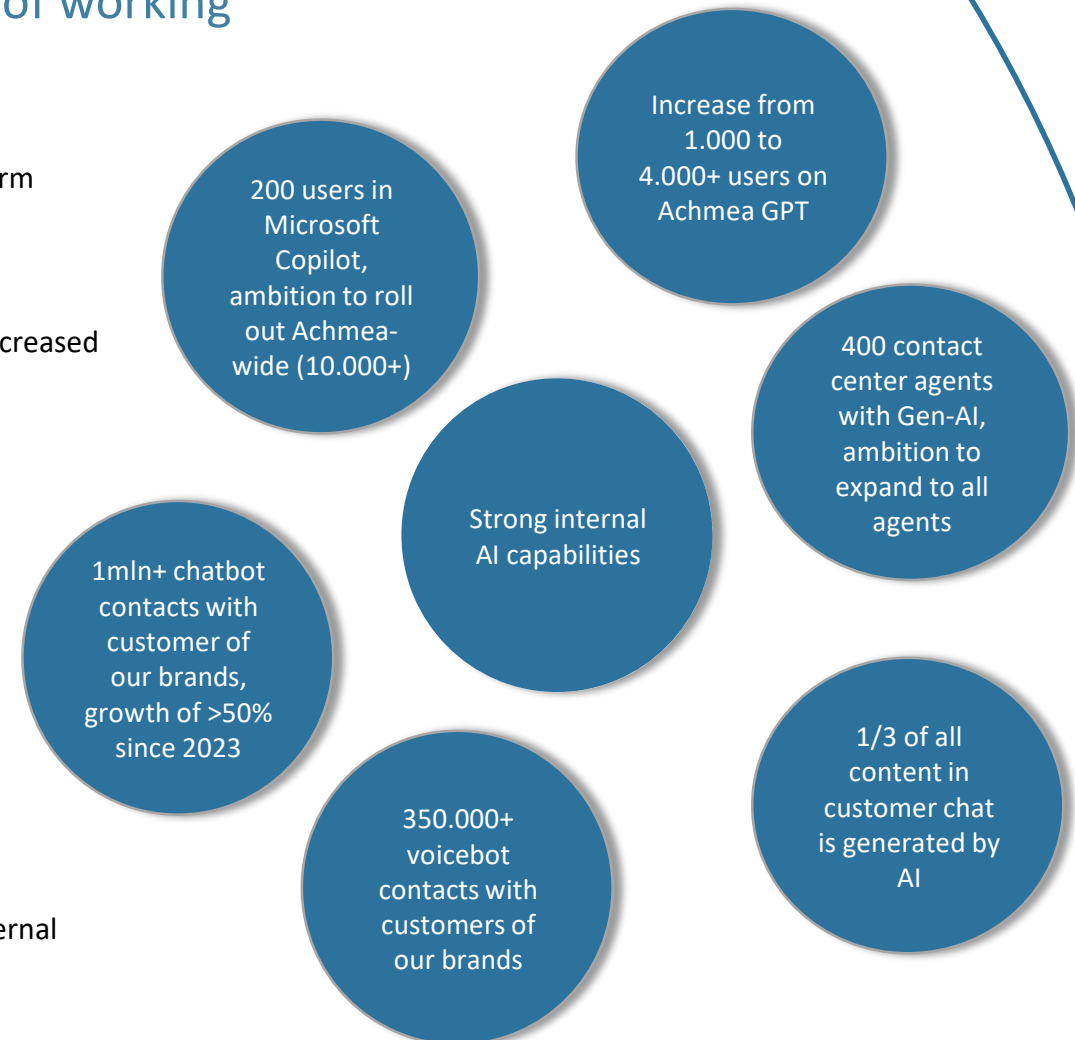 of working
rm
creased
ernal
200 users in
Microsoft
Copilot,
ambition to roll
out Achmea-
wide (10.000+)
Increase from
1.000 to
4.000+ users on
Achmea GPT
400 contact
center agents
with Gen-AI,
ambition to
expand to all
agents
Strong internal
AI capabilities
1mln+ chatbot
contacts with
customer of
our brands,
growth of >50%
since 2023
350.000+
voicebot
contacts with
customers of
our brands
1/3 of all
content in
customer chat
is generated by
AI